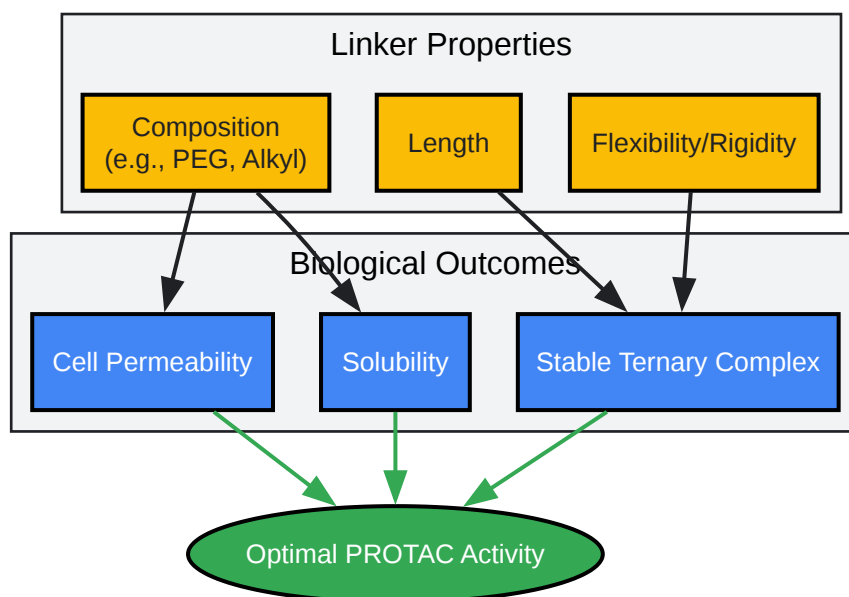 Linker Properties
Composition
(e.g., PEG, Alkyl)
Length
Flexibility/Rigidity
Biological Outcomes
Cell Permeability
Solubility
Stable Ternary Complex
Optimal PROTAC Activity